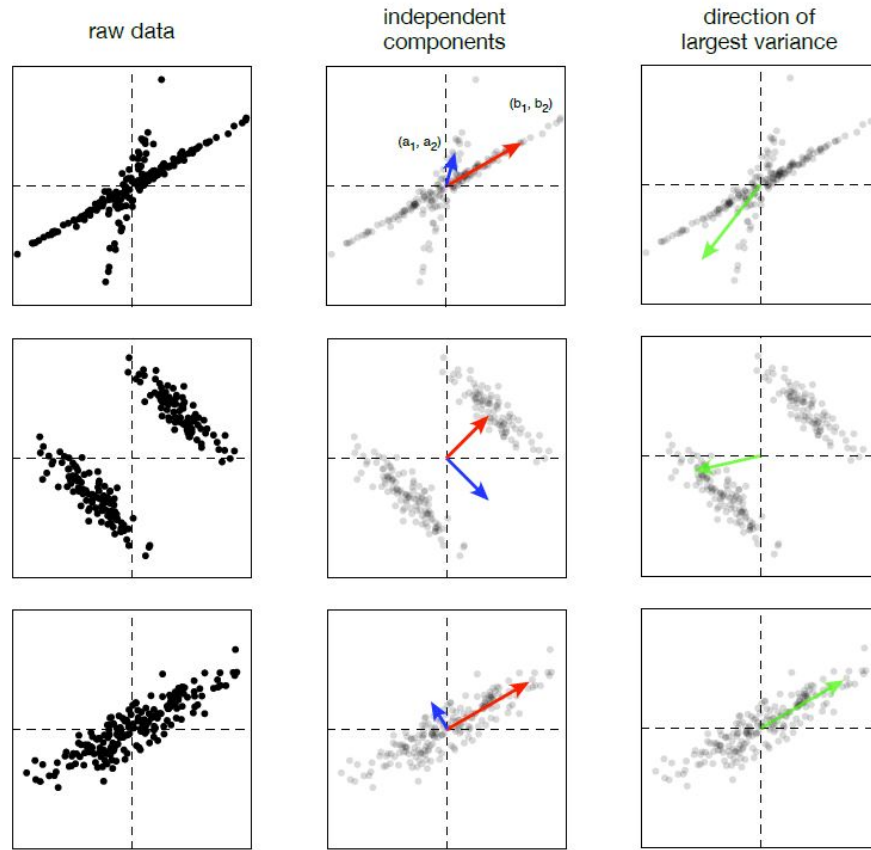 raw data
independent
components
direction of
largest variance
(a₁, a₂)
(b₁, b₂)